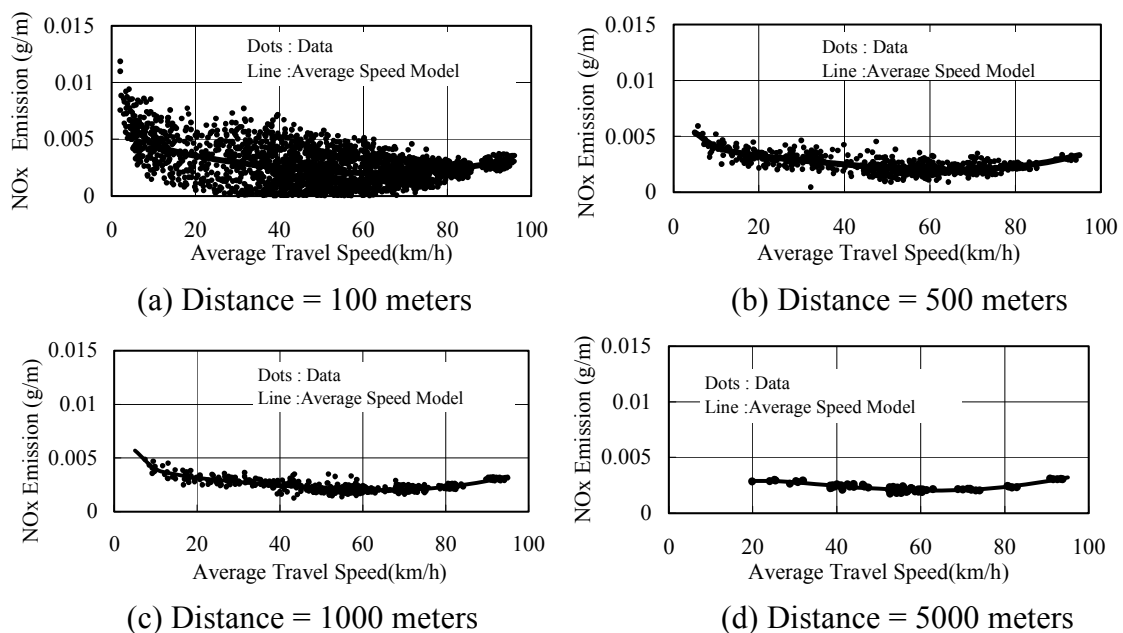 0.015
Dots : Data
Line :Average Speed Model
0.01
0.005
0
NOx Emission (g/m)
0 20 40 60 80 100
Average Travel Speed(km/h)
(a) Distance = 100 meters
0.015
Dots : Data
Line :Average Speed Model
0.01
0.005
0
NOx Emission (g/m)
0 20 40 60 80 100
Average Travel Speed(km/h)
(b) Distance = 500 meters
0.015
Dots : Data
Line :Average Speed Model
0.01
0.005
0
NOx Emission (g/m)
0 20 40 60 80 100
Average Travel Speed(km/h)
(c) Distance = 1000 meters
0.015
Dots : Data
Line :Average Speed Model
0.01
0.005
0
NOx Emission (g/m)
0 20 40 60 80 100
Average Travel Speed(km/h)
(d) Distance = 5000 meters